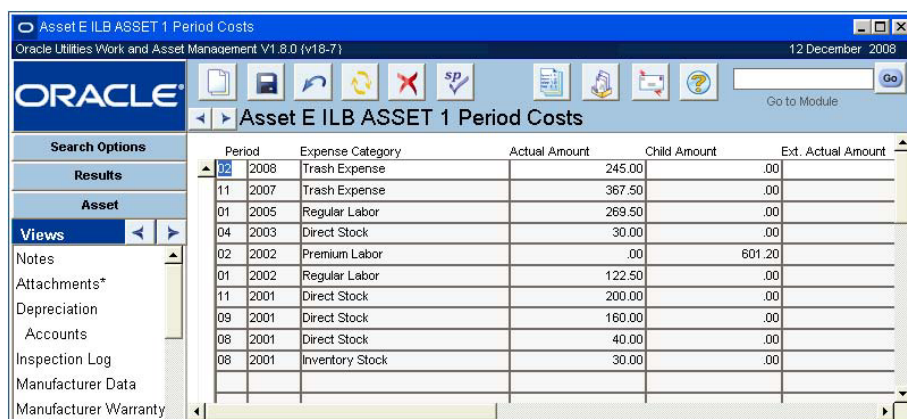 Asset E ILB ASSET 1 Period Costs
Oracle Utilities Work and Asset Management V1.8.0 (v18-7) 12 December 2008
ORACLE
sp
Go
Go to Module
Asset E ILB ASSET 1 Period Costs
Search Options
Results
Asset
Views
Notes
Attachments*
Depreciation
Accounts
Inspection Log
Manufacturer Data
Manufacturer Warranty
Period Expense Category Actual Amount Child Amount Ext. Actual Amount
02 2008 Trash Expense 245.00 .00
11 2007 Trash Expense 367.50 .00
01 2005 Regular Labor 269.50 .00
04 2003 Direct Stock 30.00 .00
02 2002 Premium Labor .00 601.20
01 2002 Regular Labor 122.50 .00
11 2001 Direct Stock 200.00 .00
09 2001 Direct Stock 160.00 .00
08 2001 Direct Stock 40.00 .00
08 2001 Inventory Stock 30.00 .00